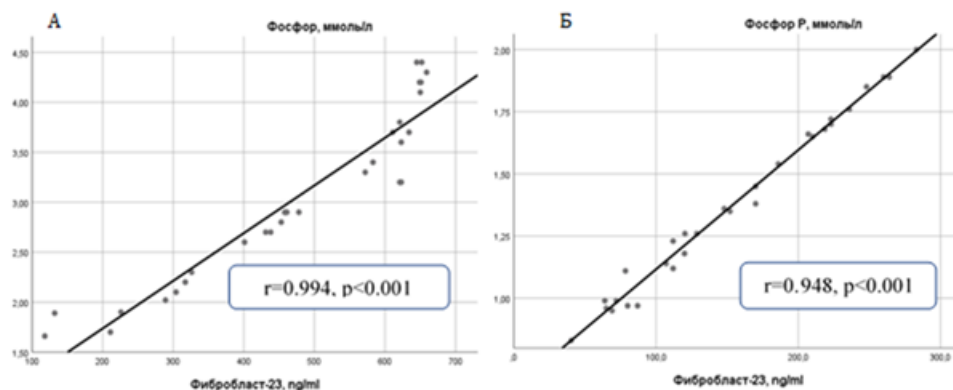 А
Фосфор, ммоль/л
4,50
4,00
3,50
3,00
2,50
2,00
1,50
r=0.994, p<0.001
100 200 300 400 500 600 700
Фибробласт-23, ng/ml
Б
Фосфор Р, ммоль/л
2,00
1,75
1,50
1,25
1,00
r=0.948, p<0.001
,0 100,0 200,0 300,0
Фибробласт-23, ng/ml